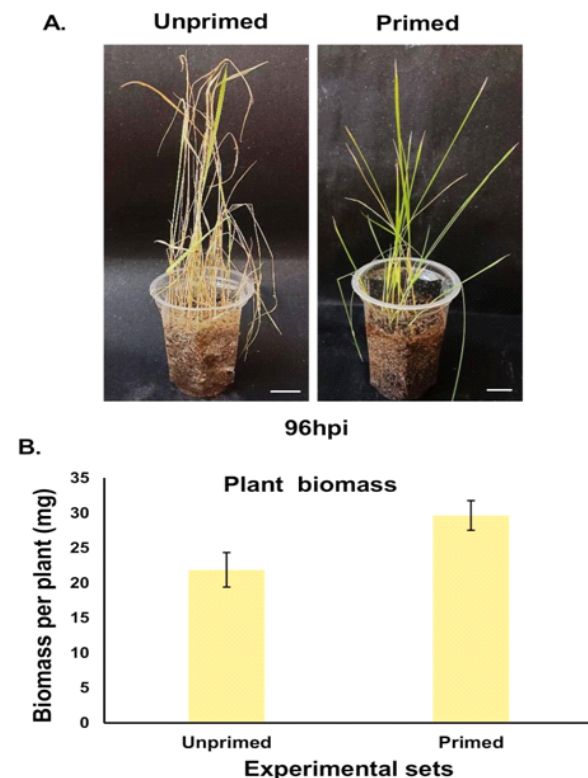 A.
Unprimed Primed
96hpi
B.
Plant biomass
Biomass per plant (mg)
35
30
25
20
15
10
5
0
Unprimed Primed
Experimental sets